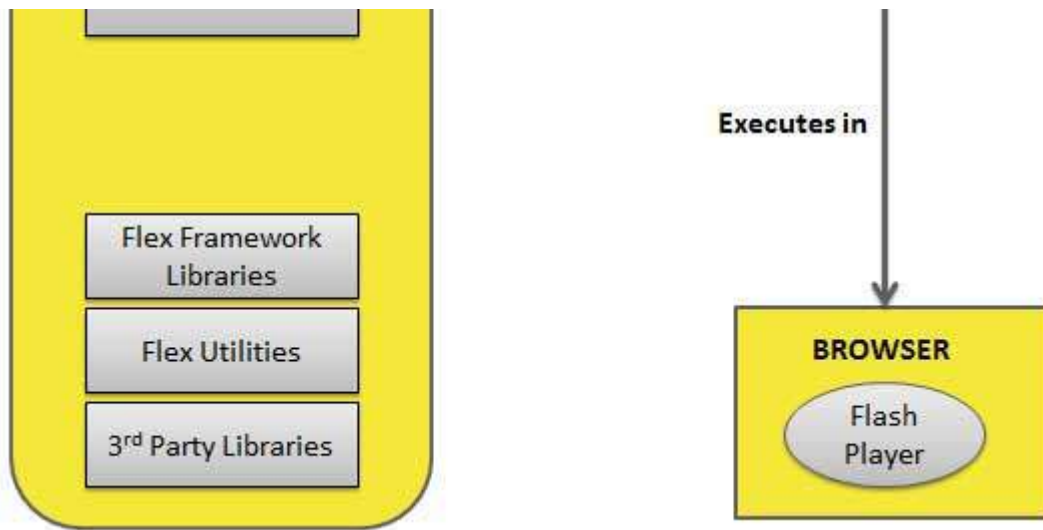 Executes in
Flex Framework
Libraries
Flex Utilities
3rd Party Libraries
BROWSER
Flash
Player